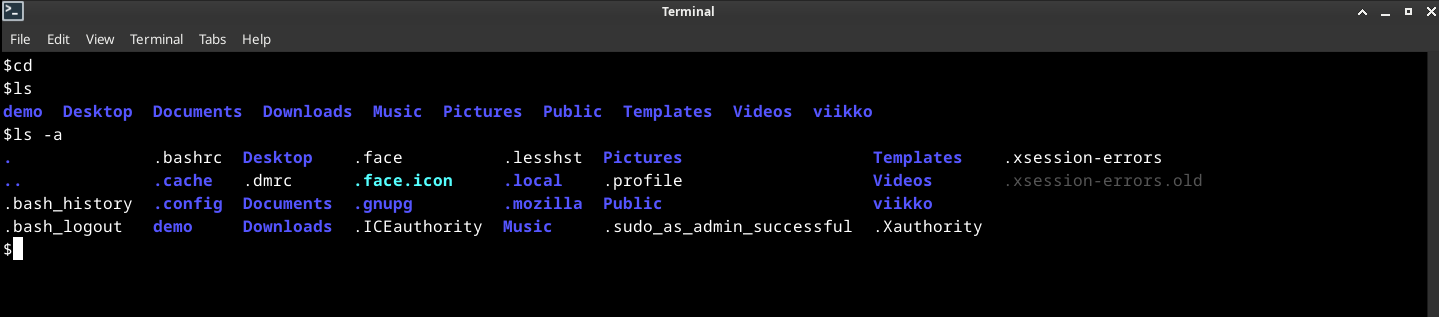 Terminal
File Edit View Terminal Tabs Help
$cd
$ls
demo Desktop Documents Downloads Music Pictures Public Templates Videos viikko
$ls -a
. .bashrc Desktop .face .lesshst Pictures Templates .xsession-errors
.. .cache .dmrc .face.icon .local .profile Videos .xsession-errors.old
.bash_history .config Documents .gnupg .mozilla Public viikko
.bash_logout demo Downloads .ICEauthority Music .sudo_as_admin_successful .Xauthority
$